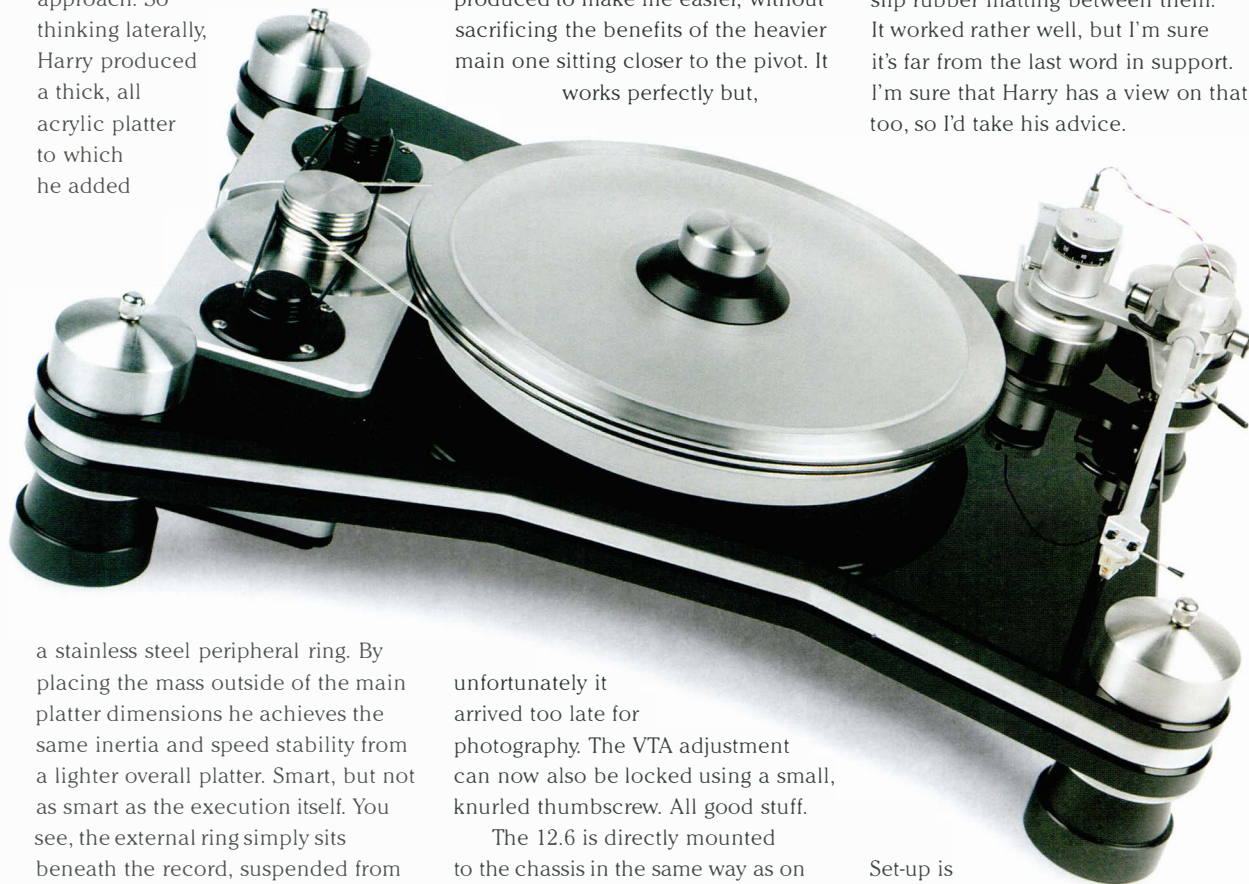 approach. So
thinking laterally,
Harry produced
a thick, all
acrylic platter
to which
he added
a stainless steel peripheral ring. By
placing the mass outside of the main
platter dimensions he achieves the
same inertia and speed stability from
a lighter overall platter. Smart, but not
as smart as the execution itself. You
see, the external ring simply sits
beneath the record, suspended from
produced to make life easier, without
sacrificing the benefits of the heavier
main one sitting closer to the pivot. It
works perfectly but,
unfortunately it
arrived too late for
photography. The VTA adjustment
can now also be locked using a small,
knurled thumbscrew. All good stuff.
The 12.6 is directly mounted
to the chassis in the same way as on
slip rubber matting between them.
It worked rather well, but I'm sure
it's far from the last word in support.
I'm sure that Harry has a view on that
too, so I'd take his advice.
Set-up is